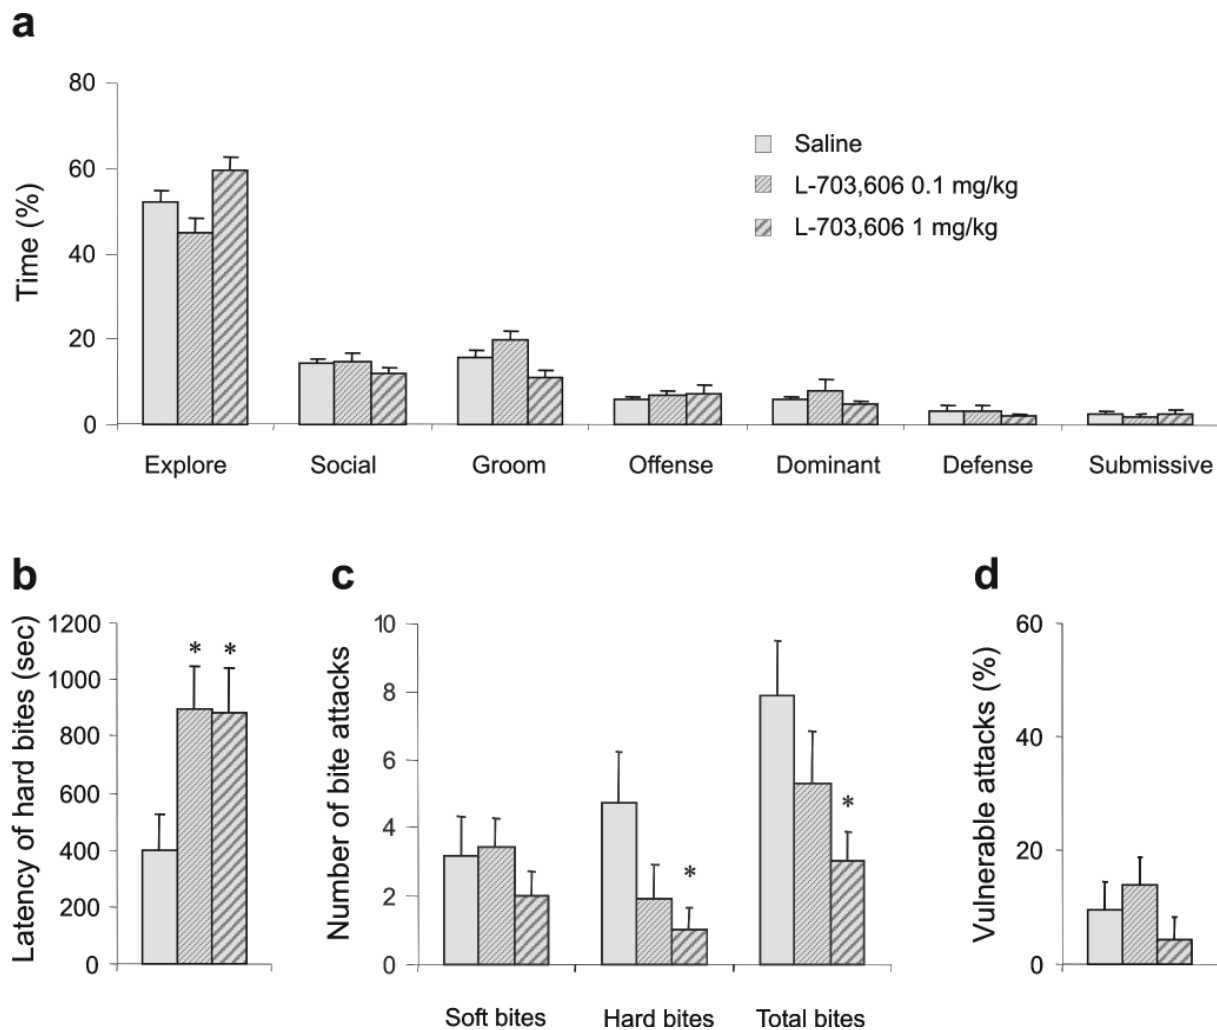 a
80
60
40
20
0
Time (%)
Saline
L-703,606 0.1 mg/kg
L-703,606 1 mg/kg
Explore Social Groom Offense Dominant Defense Submissive
b
1200
1000
800
600
400
200
0
Latency of hard bites (sec)
* *
c
10
8
6
4
2
0
Number of bite attacks
*
*
Soft bites Hard bites Total bites
d
60
40
20
0
Vulnerable attacks (%)